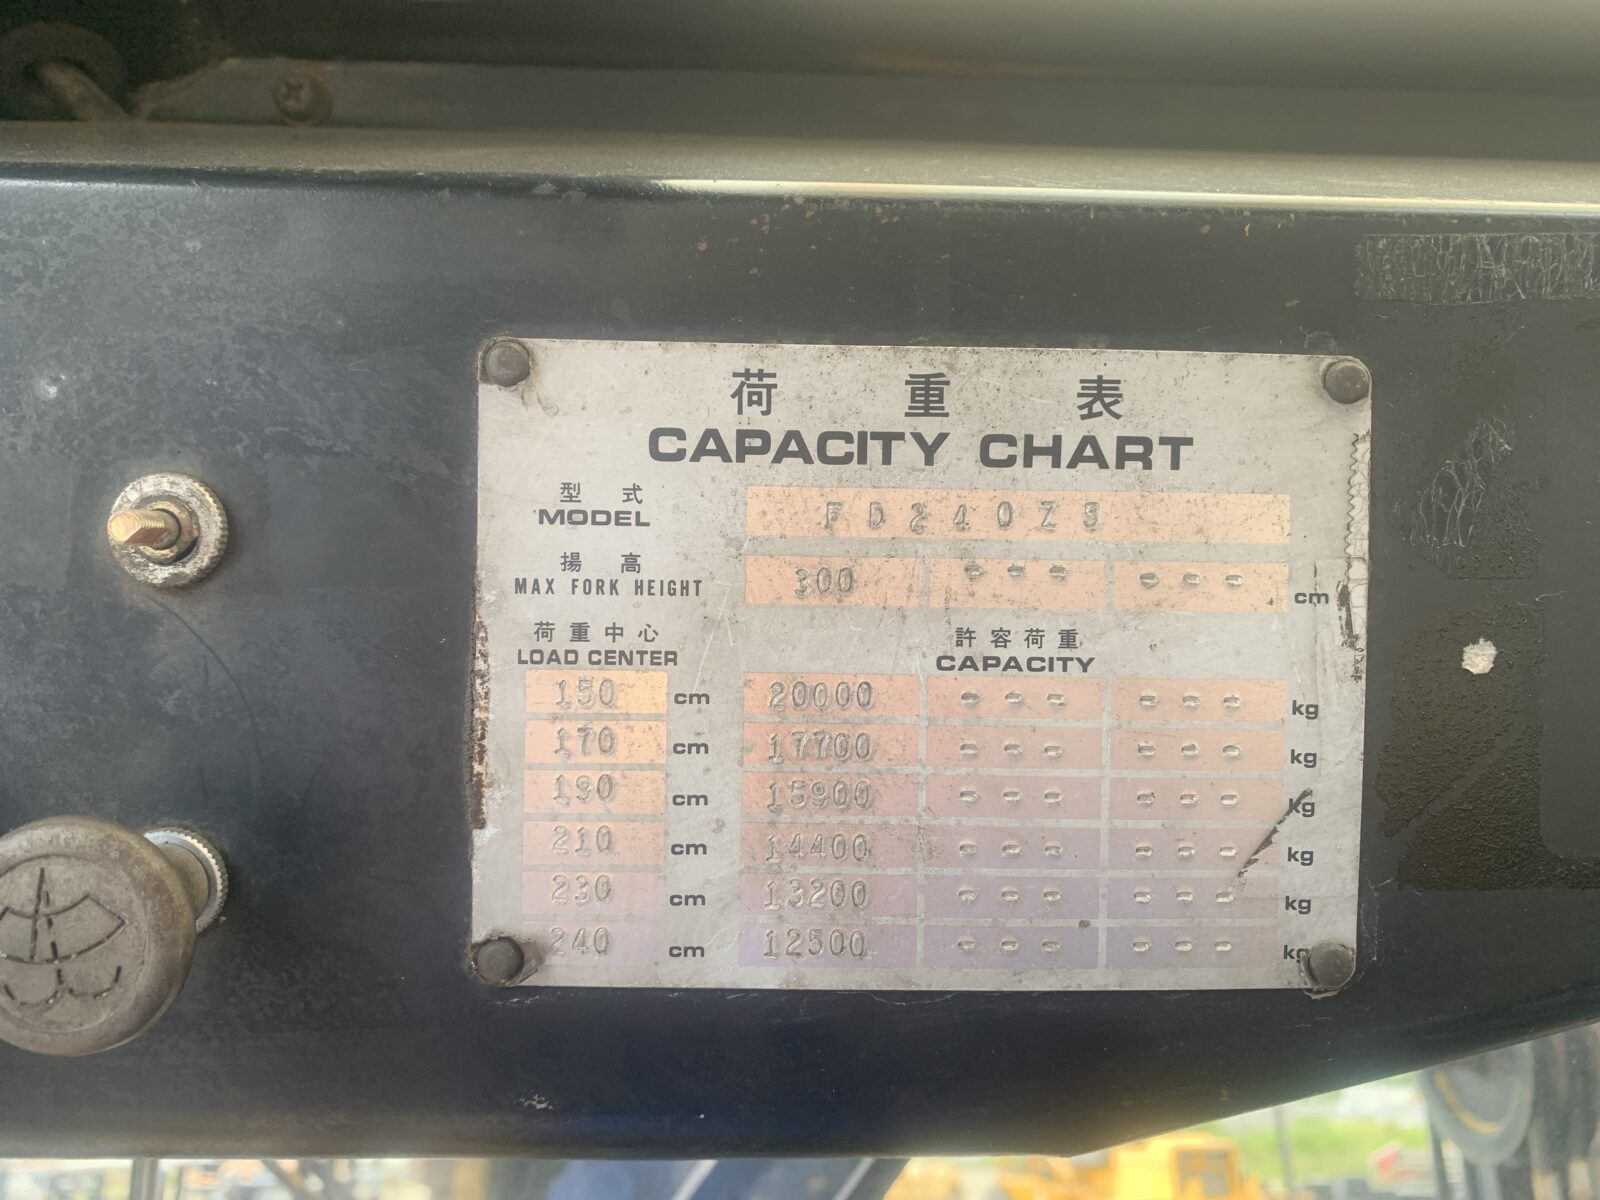 荷重表
CAPACITY CHART
型式
MODEL FD240Z5
揚高
MAX FORK HEIGHT 300 --- --- cm
荷重中心 許容荷重
LOAD CENTER CAPACITY
150 cm 20000 --- --- kg
170 cm 17700 --- --- kg
190 cm 15900 --- --- kg
210 cm 14400 --- --- kg
230 cm 13200 --- --- kg
240 cm 12500 --- --- kg